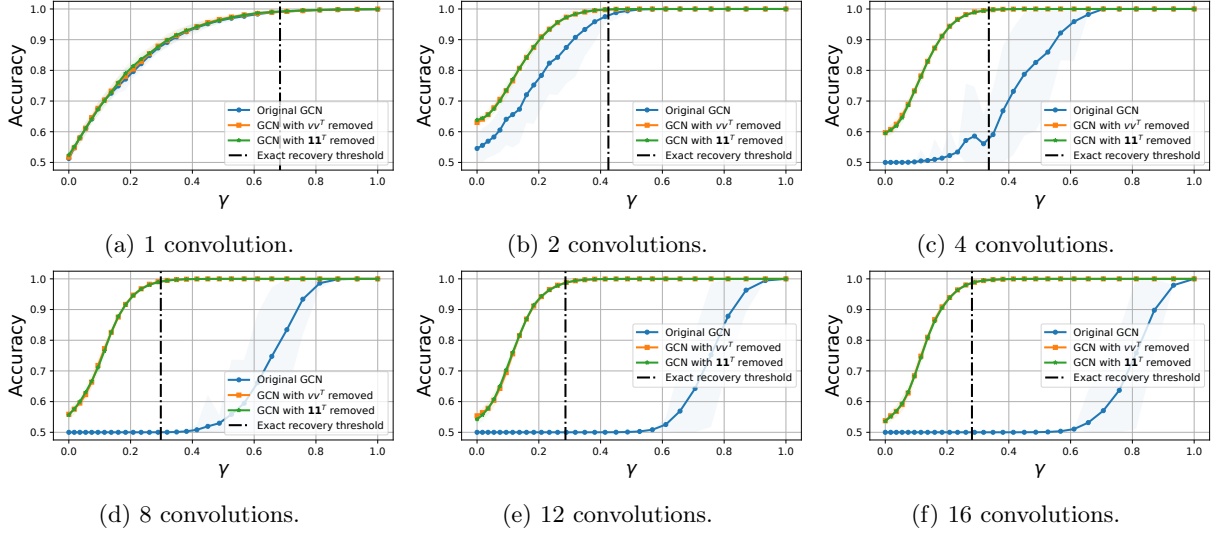 1.0
0.9
0.8
0.7
0.6
0.5
Accuracy
Original GCN
GCN with vv^T removed
GCN with 11^T removed
Exact recovery threshold
0.0 0.2 0.4 0.6 0.8 1.0
γ
(a) 1 convolution.
1.0
0.9
0.8
0.7
0.6
0.5
Accuracy
Original GCN
GCN with vv^T removed
GCN with 11^T removed
Exact recovery threshold
0.0 0.2 0.4 0.6 0.8 1.0
γ
(b) 2 convolutions.
1.0
0.9
0.8
0.7
0.6
0.5
Accuracy
Original GCN
GCN with vv^T removed
GCN with 11^T removed
Exact recovery threshold
0.0 0.2 0.4 0.6 0.8 1.0
γ
(c) 4 convolutions.
1.0
0.9
0.8
0.7
0.6
0.5
Accuracy
Original GCN
GCN with vv^T removed
GCN with 11^T removed
Exact recovery threshold
0.0 0.2 0.4 0.6 0.8 1.0
γ
(d) 8 convolutions.
1.0
0.9
0.8
0.7
0.6
0.5
Accuracy
Original GCN
GCN with vv^T removed
GCN with 11^T removed
Exact recovery threshold
0.0 0.2 0.4 0.6 0.8 1.0
γ
(e) 12 convolutions.
1.0
0.9
0.8
0.7
0.6
0.5
Accuracy
Original GCN
GCN with vv^T removed
GCN with 11^T removed
Exact recovery threshold
0.0 0.2 0.4 0.6 0.8 1.0
γ
(f) 16 convolutions.